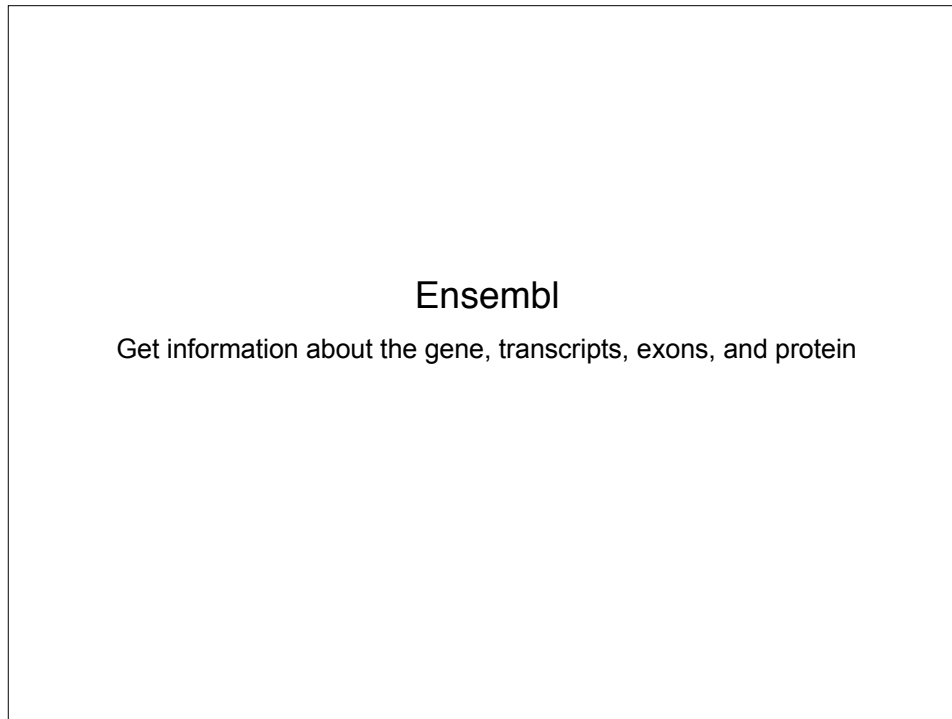 Ensembl
Get information about the gene, transcripts, exons, and protein